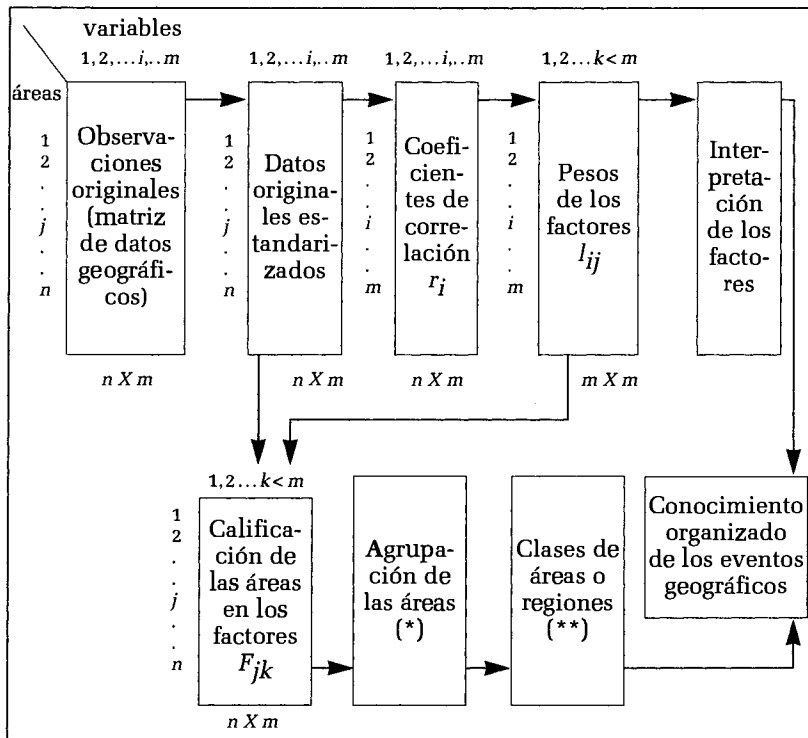 variables
1,2,...i,..m
1,2,...i,..m
1,2,...i,..m
1,2...k<m
áreas
1
2
.
.
j
.
.
n
Observa-
ciones
originales
(matriz
de datos
geográfi-
cos)
n X m
1
2
.
.
j
.
.
n
Datos
origina-
les es-
tandari-
zados
n X m
1
2
.
.
i
.
.
m
Coefi-
cientes
de
corre-
lación
r_i
n X m
1
2
.
.
i
.
.
m
Pesos
de los
factores
l_ij
m X m
Inter-
preta-
ción
de los
facto-
res
1,2...k<m
1
2
.
.
j
.
.
n
Califica-
ción de
las áreas
en los
factores
F_jk
n X m
Agrupa-
ción de
las áreas
(*)
Clases de
áreas o
regiones
(**)
Conocimiento
organizado
de los eventos
geográficos